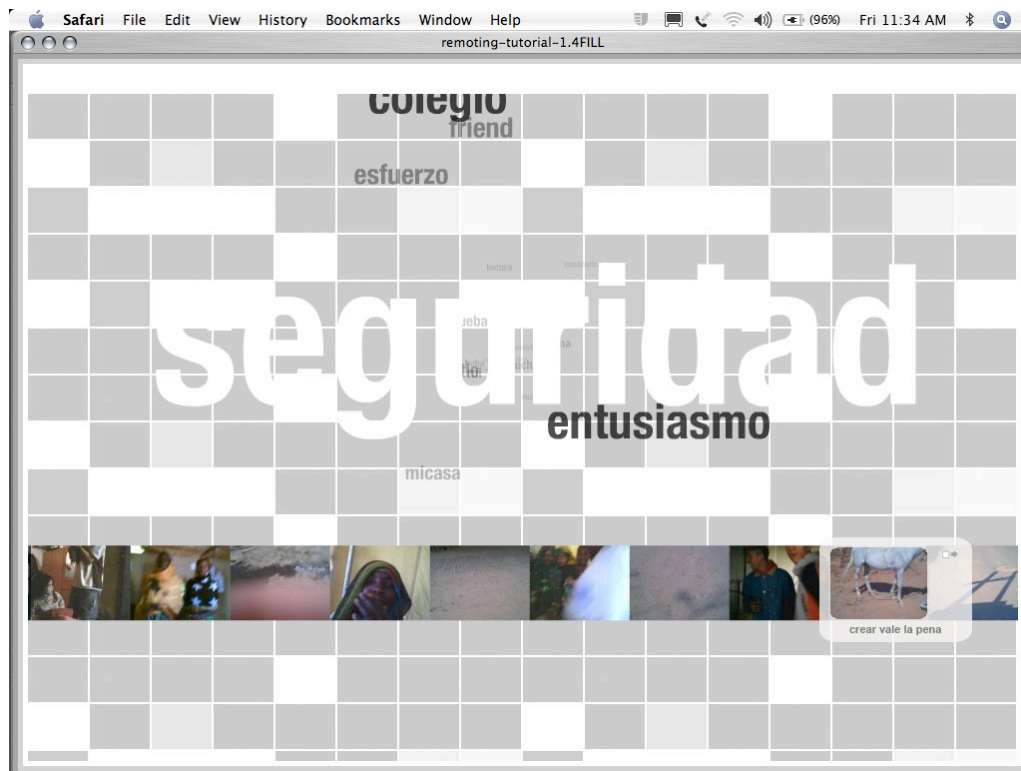 Safari File Edit View History Bookmarks Window Help (96%) Fri 11:34 AM
remoting-tutorial-1.4FILL
colegio
friend
esfuerzo
locura
seguridad
entusiasmo
micasa
crear vale la pena